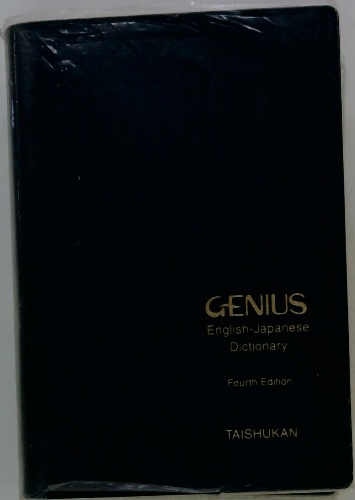 GENIUS
English-Japanese
Dictionary
Fourth Edition
TAISHUKAN